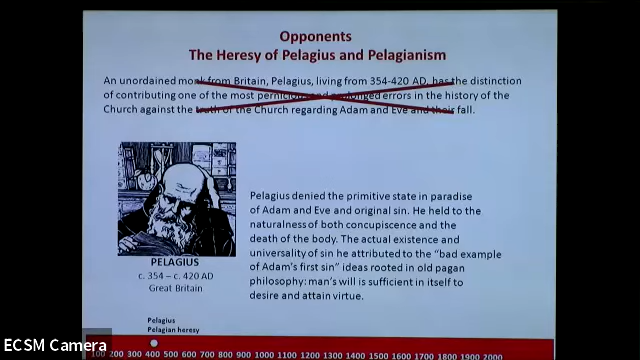 Opponents
The Heresy of Pelagius and Pelagianism
An unordained monk from Britain, Pelagius, living from 354-420 AD, has the distinction
of contributing one of the most pernicious and prolonged errors in the history of the
Church against the truth of the Church regarding Adam and Eve and their fall.
Pelagius denied the primitive state in paradise
of Adam and Eve and original sin. He held to the
naturalness of both concupiscence and the
death of the body. The actual existence and
universality of sin he attributed to the “bad example
of Adam’s first sin” ideas rooted in old pagan
philosophy: man’s will is sufficient in itself to
desire and attain virtue.
PELAGIUS
c. 354 – c. 420 AD
Great Britain
Pelagius
Pelagian heresy
100 200 300 400 500 600 700 800 900 1000 1100 1200 1300 1400 1500 1600 1700 1800 1900 2000
ECSM Camera